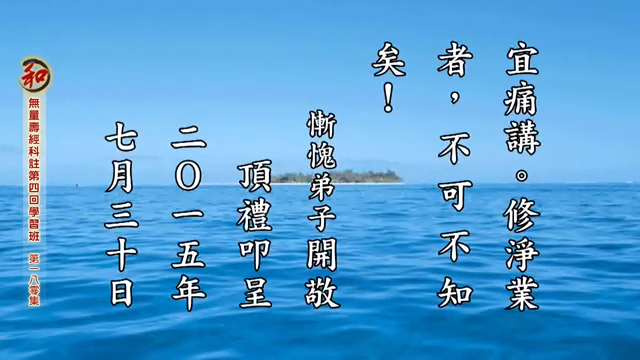 宜痛講。修淨業
者，不可不知
矣！
慚愧弟子開敬
頂禮叩呈
二〇一五年
七月三十日
和
無量壽經科註第四回學習班 第一八零集